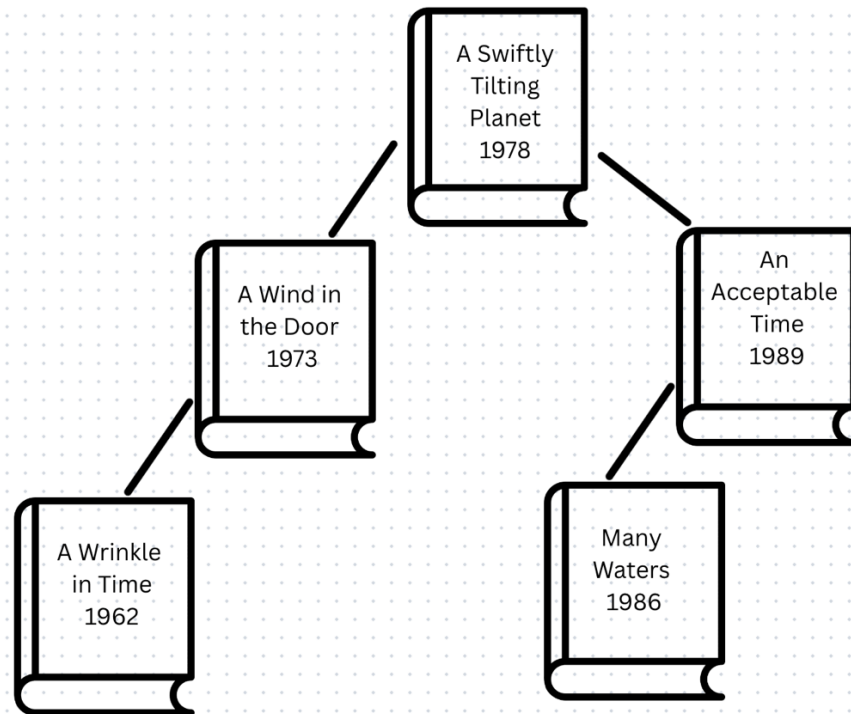 A Swiftly
Tilting
Planet
1978
A Wind in
the Door
1973
An
Acceptable
Time
1989
A Wrinkle
in Time
1962
Many
Waters
1986